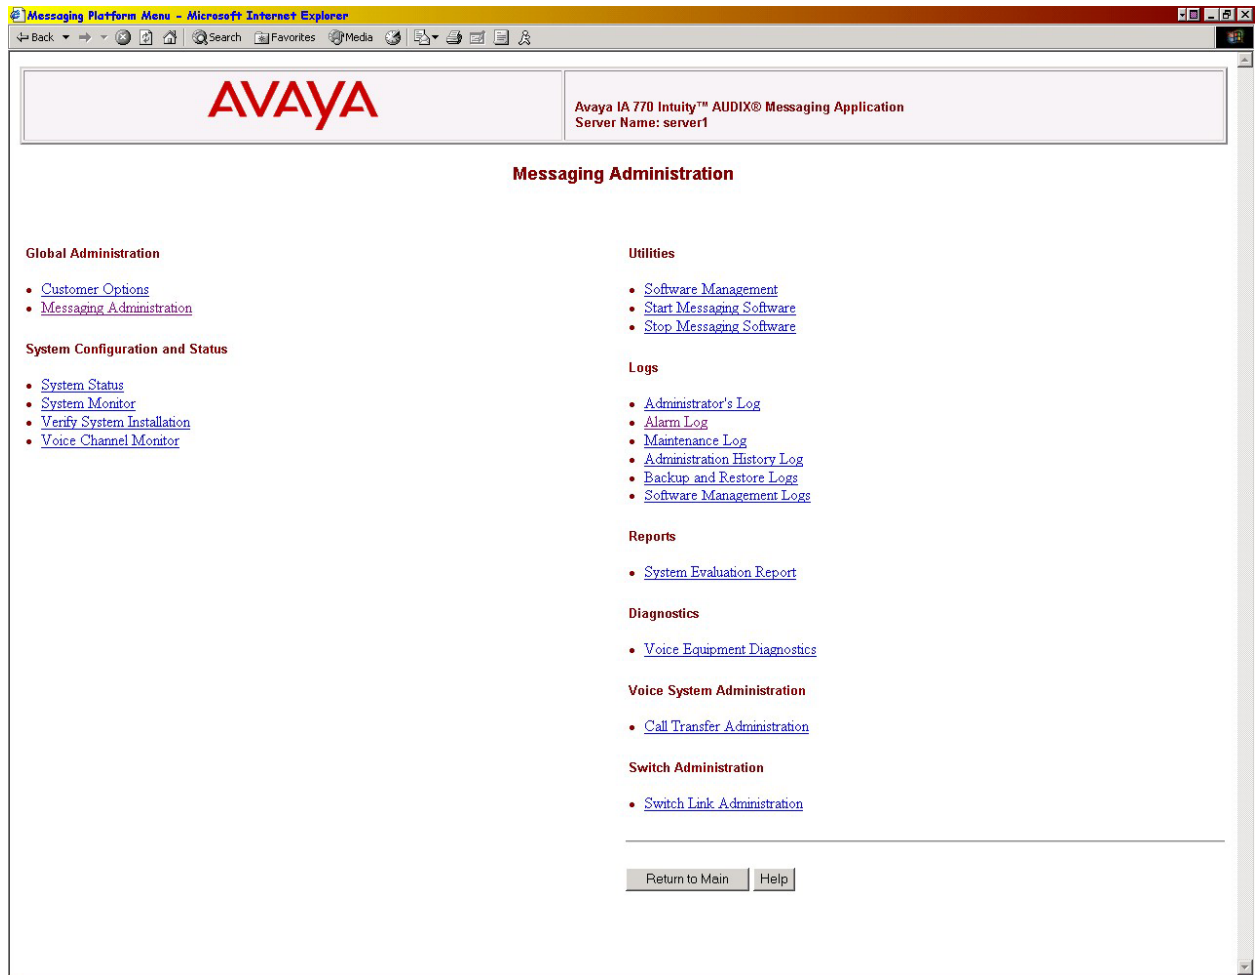 Messaging Platform Menu - Microsoft Internet Explorer
Back Search Favorites Media
AVAYA
Avaya IA 770 Intuity™ AUDIX® Messaging Application
Server Name: server1
Messaging Administration
Global Administration
• Customer Options
• Messaging Administration
System Configuration and Status
• System Status
• System Monitor
• Verify System Installation
• Voice Channel Monitor
Utilities
• Software Management
• Start Messaging Software
• Stop Messaging Software
Logs
• Administrator's Log
• Alarm Log
• Maintenance Log
• Administration History Log
• Backup and Restore Logs
• Software Management Logs
Reports
• System Evaluation Report
Diagnostics
• Voice Equipment Diagnostics
Voice System Administration
• Call Transfer Administration
Switch Administration
• Switch Link Administration
Return to Main Help